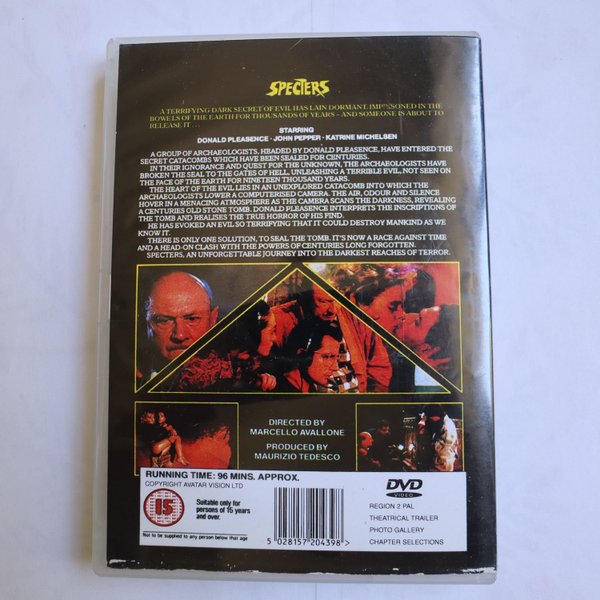 SPECTERS
A TERRIFYING DARK SECRET OF EVIL HAS LAIN DORMANT. IMPRISONED IN THE
BOWELS OF THE EARTH FOR THOUSANDS OF YEARS – AND SOMEONE IS ABOUT TO
RELEASE IT . . .
STARRING
DONALD PLEASENCE · JOHN PEPPER · KATRINE MICHELSEN
A GROUP OF ARCHAEOLOGISTS, HEADED BY DONALD PLEASENCE, HAVE ENTERED THE
SECRET CATACOMBS WHICH HAVE BEEN SEALED FOR CENTURIES.
IN THEIR IGNORANCE AND QUEST FOR THE UNKNOWN, THE ARCHAEOLOGISTS HAVE
BROKEN THE SEAL TO THE GATES OF HELL, UNLEASHING A TERRIBLE EVIL, NOT SEEN ON
THE FACE OF THE EARTH FOR NINETEEN THOUSAND YEARS.
THE HEART OF THE EVIL LIES IN AN UNEXPLORED CATACOMB INTO WHICH THE
ARCHAEOLOGISTS LOWER A COMPUTERISED CAMERA. THE AIR, ODOUR AND SILENCE
HOVER IN A MENACING ATMOSPHERE AS THE CAMERA SCANS THE DARKNESS, REVEALING
A CENTURIES OLD STONE TOMB. DONALD PLEASENCE INTERPRETS THE INSCRIPTIONS OF
THE TOMB AND REALISES THE TRUE HORROR OF HIS FIND.
HE HAS EVOKED AN EVIL SO TERRIFYING THAT IT COULD DESTROY MANKIND AS WE
KNOW IT.
THERE IS ONLY ONE SOLUTION, TO SEAL THE TOMB. IT'S NOW A RACE AGAINST TIME
AND A HEAD-ON CLASH WITH THE POWERS OF CENTURIES LONG FORGOTTEN.
SPECTERS, AN UNFORGETTABLE JOURNEY INTO THE DARKEST REACHES OF TERROR.
DIRECTED BY
MARCELLO AVALLONE
PRODUCED BY
MAURIZIO TEDESCO
RUNNING TIME: 96 MINS. APPROX.
COPYRIGHT AVATAR VISION LTD
15
Suitable only for
persons of 15 years
and over.
Not to be supplied to any person below that age
5 028157 204398 >
DVD
VIDEO
REGION 2 PAL
THEATRICAL TRAILER
PHOTO GALLERY
CHAPTER SELECTIONS